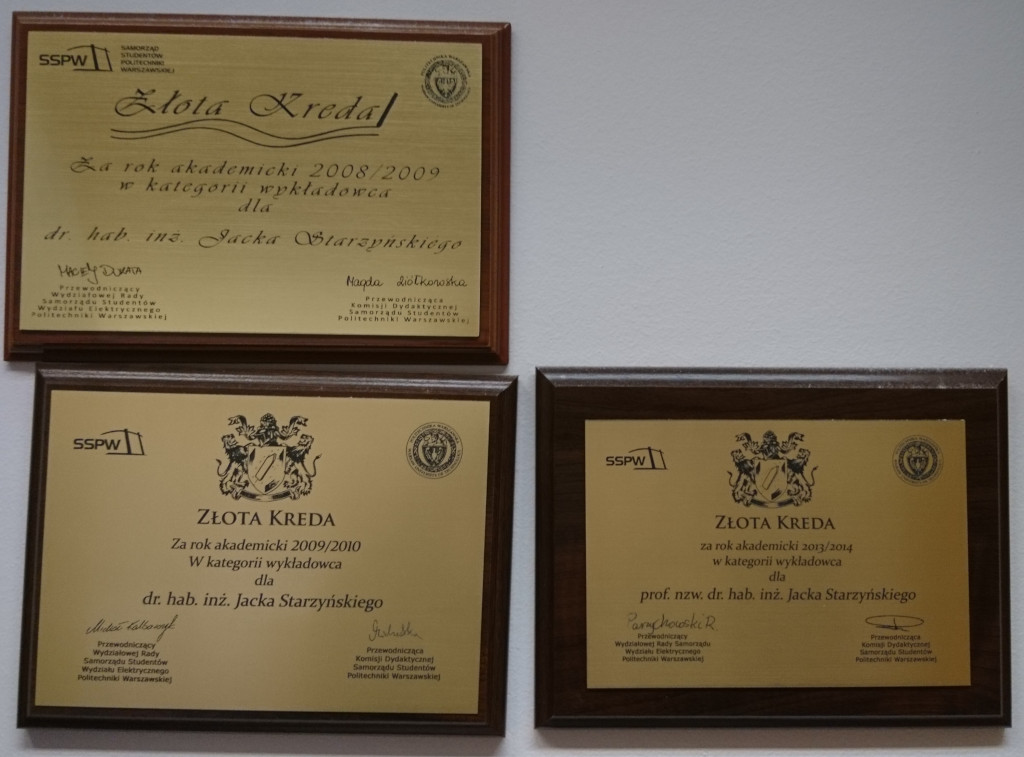 SSPW
SAMORZĄD
STUDENTÓW
POLITECHNIKI
WARSZAWSKIEJ
Złota Kreda
Za rok akademicki 2008/2009
w kategorii wykładowca
dla
dr. hab. inż. Jacka Starzyńskiego
Magda Ziółkowska
Przewodniczący
Wydziałowej Rady
Samorządu Studentów
Wydziału Elektrycznego
Politechniki Warszawskiej
Przewodnicząca
Komisji Dydaktycznej
Samorządu Studentów
Politechniki Warszawskiej
SSPW
ZŁOTA KREDA
Za rok akademicki 2009/2010
W kategorii wykładowca
dla
dr. hab. inż. Jacka Starzyńskiego
Przewodniczący
Wydziałowej Rady
Samorządu Studentów
Wydziału Elektrycznego
Politechniki Warszawskiej
Przewodnicząca
Komisji Dydaktycznej
Samorządu Studentów
Politechniki Warszawskiej
SSPW
ZŁOTA KREDA
za rok akademicki 2013/2014
w kategorii wykładowca
dla
prof. nzw. dr. hab. inż. Jacka Starzyńskiego
Przewodniczący
Wydziałowej Rady Samorządu
Studentów Wydziału Elektrycznego
Politechniki Warszawskiej
Przewodnicząca
Komisji Dydaktycznej
Samorządu Studentów
Politechniki Warszawskiej